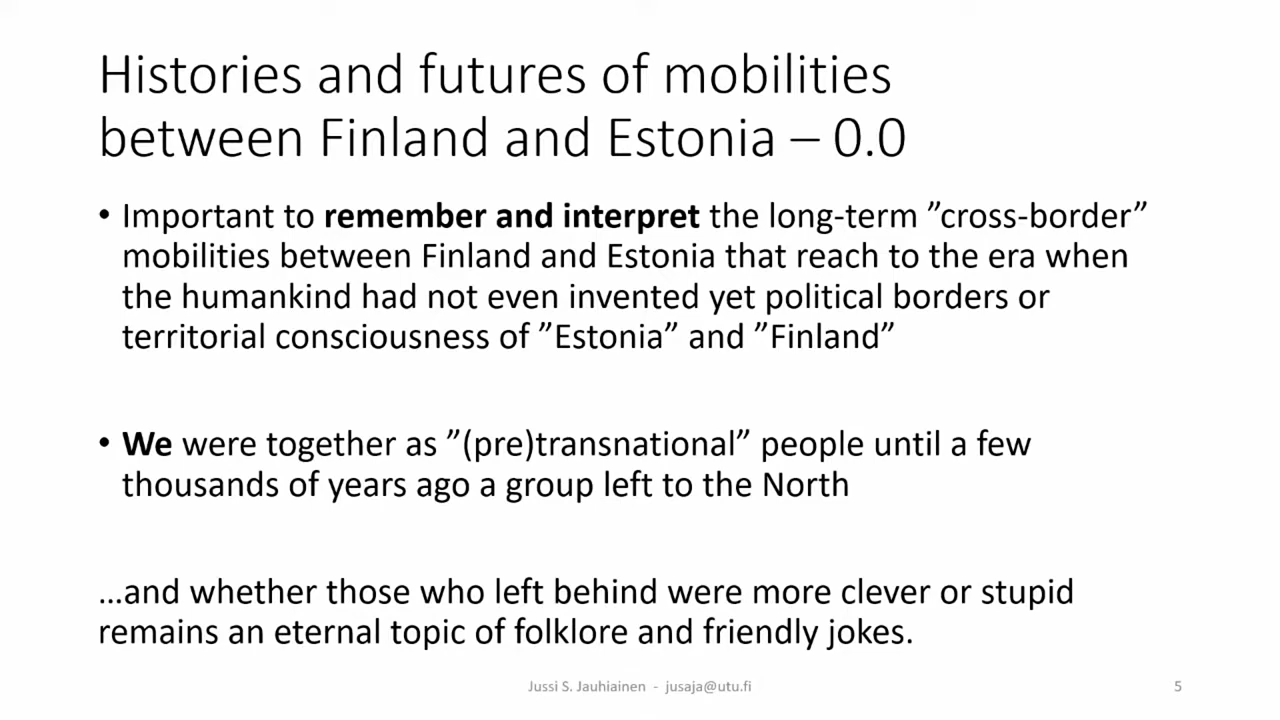 Histories and futures of mobilities
between Finland and Estonia – 0.0
• Important to remember and interpret the long-term ”cross-border”
mobilities between Finland and Estonia that reach to the era when
the humankind had not even invented yet political borders or
territorial consciousness of ”Estonia” and ”Finland”
• We were together as ”(pre)transnational” people until a few
thousands of years ago a group left to the North
…and whether those who left behind were more clever or stupid
remains an eternal topic of folklore and friendly jokes.
Jussi S. Jauhiainen - jusaja@utu.fi
5